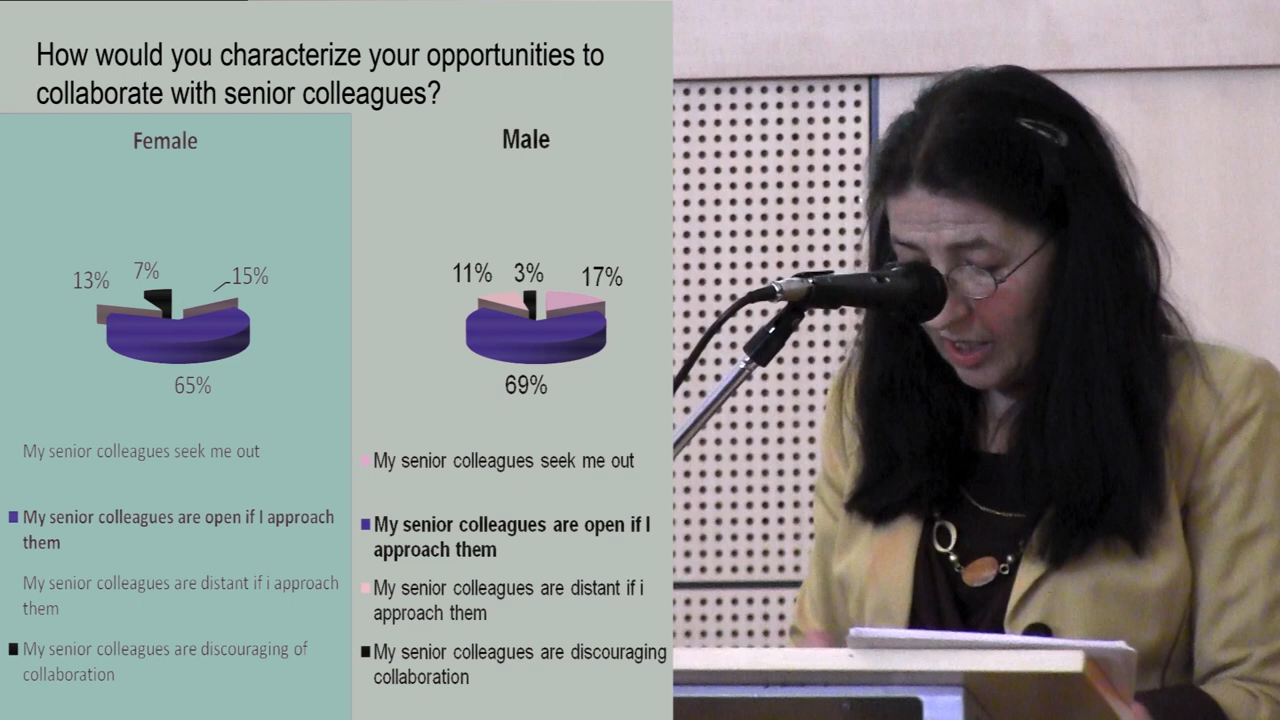 How would you characterize your opportunities to
collaborate with senior colleagues?
Female
13%
7%
15%
65%
My senior colleagues seek me out
My senior colleagues are open if I approach
them
My senior colleagues are distant if i approach
them
My senior colleagues are discouraging of
collaboration
Male
11%
3%
17%
69%
My senior colleagues seek me out
My senior colleagues are open if I
approach them
My senior colleagues are distant if i
approach them
My senior colleagues are discouraging
collaboration